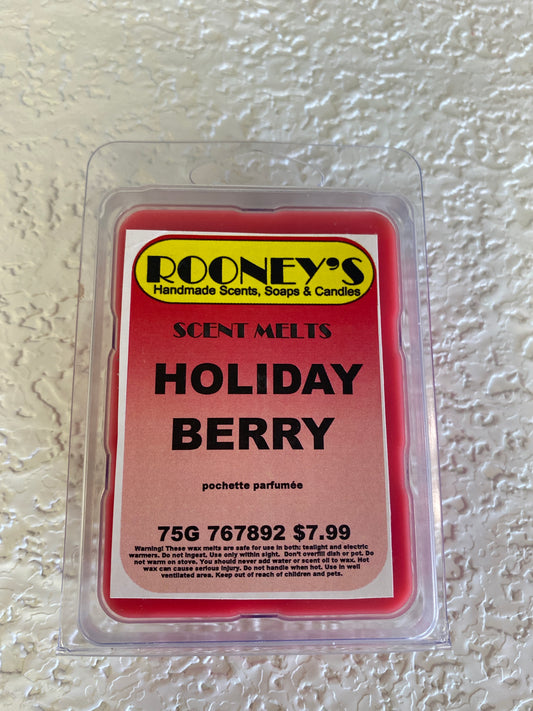 ROONEY'S
Handmade Scents, Soaps & Candles
SCENT MELTS
HOLIDAY
BERRY
pochette parfumée
75G 767892 $7.99
Warning! These wax melts are safe for use in both: tealight and electric
warmers. Do not ingest. Use only within sight. Don't overfill dish or pot. Do
not warm on stove. You should never add water or scent oil to wax. Hot
wax can cause serious injury. Do not handle when hot. Use in well
ventilated area. Keep out of reach of children and pets.